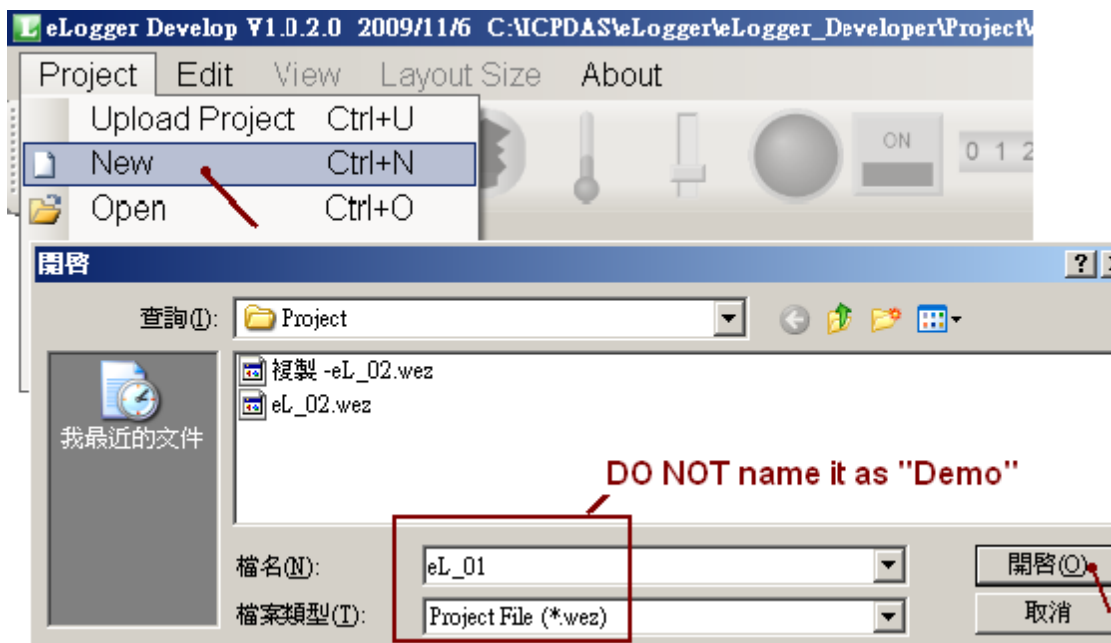 eLogger Develop V1.0.2.0 2009/11/6 C:\ICPDAS\eLogger\eLogger_Developer\Project\
Project Edit View Layout Size About
Upload Project Ctrl+U
New Ctrl+N
Open Ctrl+O
ON
0 1 2
開啓
查詢(I): Project
複製 -eL_02.wez
eL_02.wez
我最近的文件
DO NOT name it as "Demo"
檔名(N): eL_01 開啓(O)
檔案類型(T): Project File (*.wez) 取消